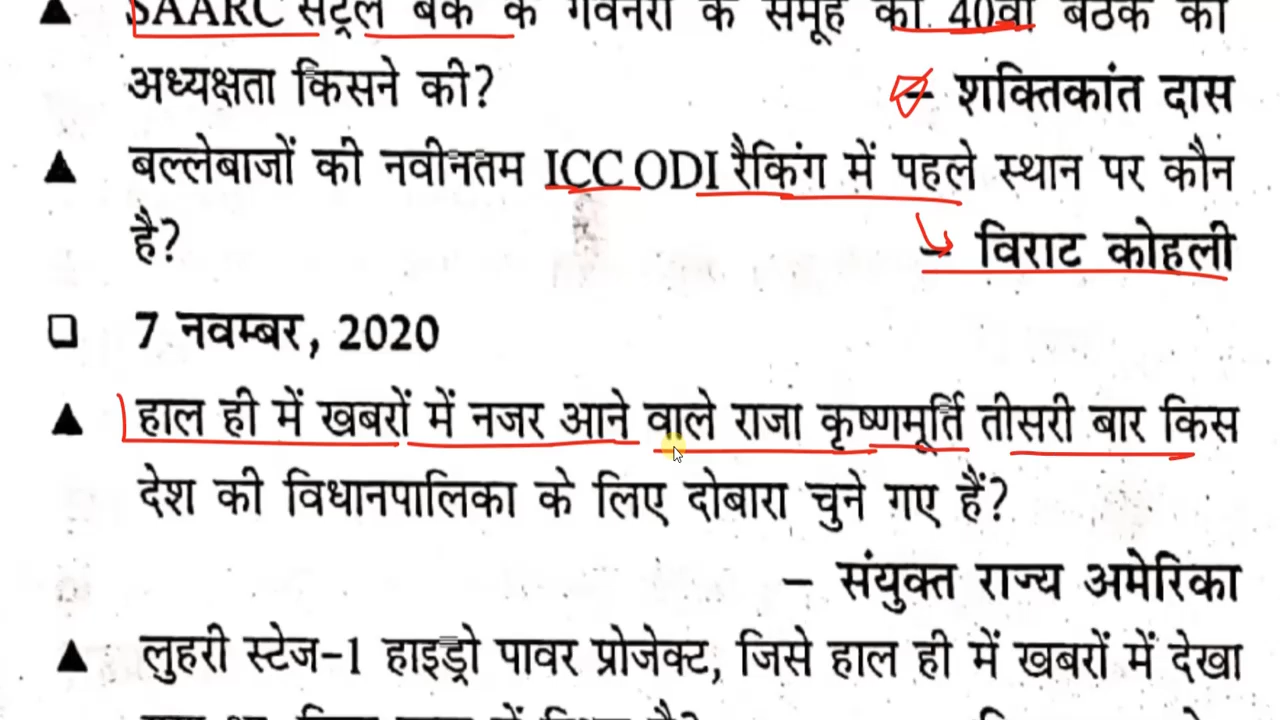 ▲ SAARC सेंट्रल बैंक के गवर्नरों के समूह की 40वीं बैठक की
अध्यक्षता किसने की? – शक्तिकांत दास
▲ बल्लेबाजों की नवीनतम ICC ODI रैंकिंग में पहले स्थान पर कौन
है? – विराट कोहली
❑ 7 नवम्बर, 2020
▲ हाल ही में खबरों में नजर आने वाले राजा कृष्णमूर्ति तीसरी बार किस
देश की विधानपालिका के लिए दोबारा चुने गए हैं?
– संयुक्त राज्य अमेरिका
▲ लुहरी स्टेज-1 हाइड्रो पावर प्रोजेक्ट, जिसे हाल ही में खबरों में देखा